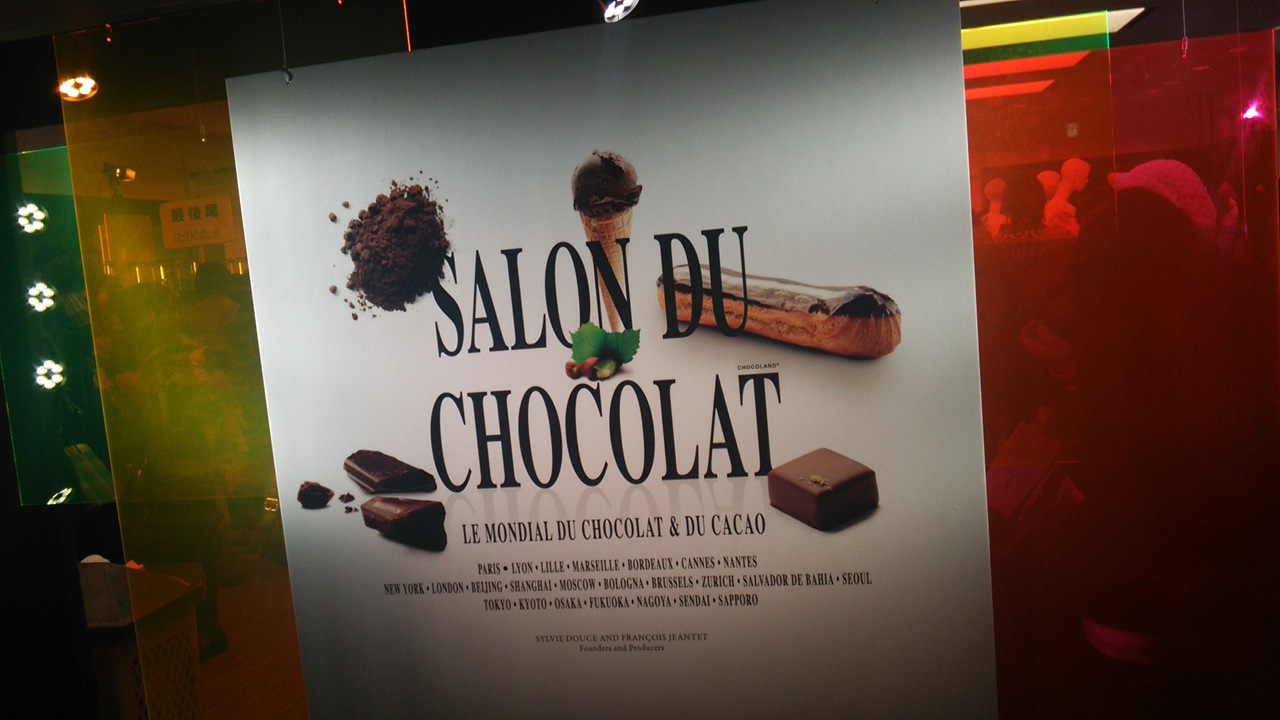 最後尾
SALON DU
CHOCOLAND®
CHOCOLAT
LE MONDIAL DU CHOCOLAT & DU CACAO
PARIS • LYON • LILLE • MARSEILLE • BORDEAUX • CANNES • NANTES
NEW YORK • LONDON • BEIJING • SHANGHAI • MOSCOW • BOLOGNA • BRUSSELS • ZURICH • SALVADOR DE BAHIA • SEOUL
TOKYO • KYOTO • OSAKA • FUKUOKA • NAGOYA • SENDAI • SAPPORO
SYLVIE DOUCE AND FRANÇOIS JEANTET
Founders and Producers